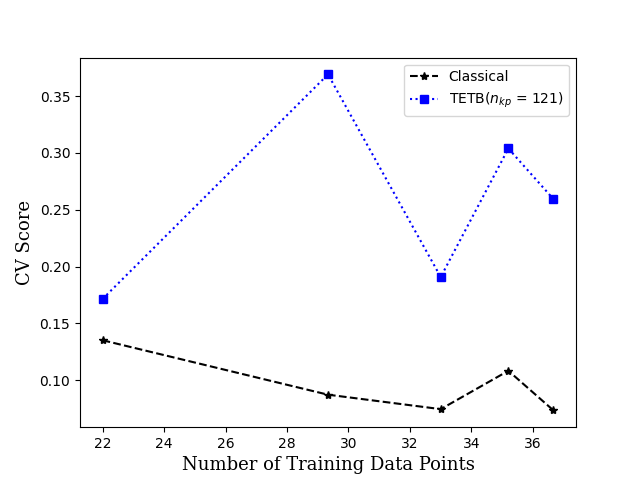 Classical
TETB(n_kp = 121)
0.35
0.30
0.25
0.20
0.15
0.10
CV Score
22 24 26 28 30 32 34 36
Number of Training Data Points